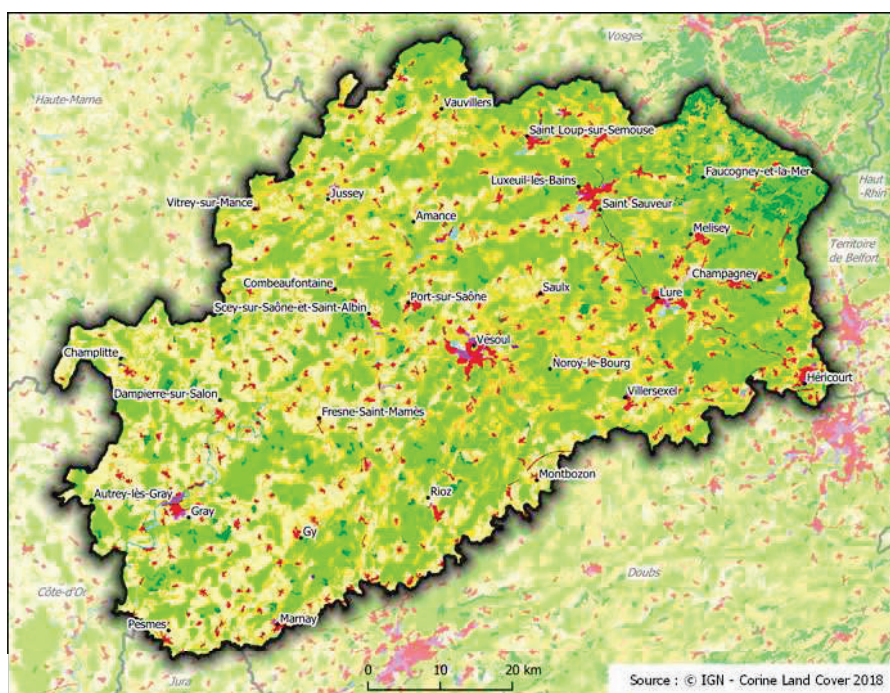 Vosges
Haute-Marne
Vauvillers
Saint Loup-sur-Semouse
Faucogney-et-la-Mer
Luxeuil-les-Bains
Haut-
Rhin
Jussey
Vitrey-sur-Mance
Saint Sauveur
Amance
Melisey
Territoire
de Belfort
Champagney
Combeaufontaine
Saulx
Lure
Port-sur-Saône
Scey-sur-Saône-et-Saint-Albin
Vesoul
Champlitte
Noroy-le-Bourg
Héricourt
Dampierre-sur-Salon
Villersexel
Fresne-Saint-Mamès
Montbozon
Autrey-lès-Gray
Rioz
Gray
Gy
Doubs
Côte-d'Or
Pesmes
Marnay
0 10 20 km
Jura
Source : © IGN - Corine Land Cover 2018